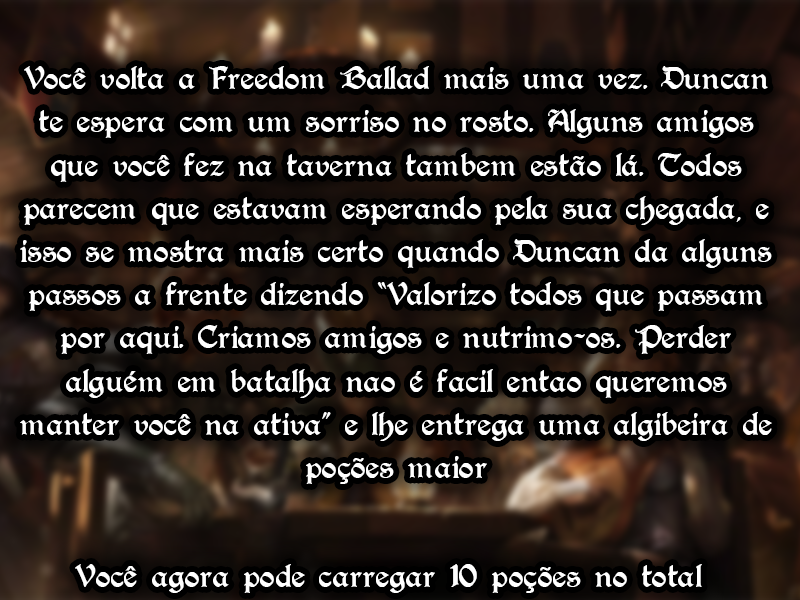 Você volta a Freedom Ballad mais uma vez. Duncan
te espera com um sorriso no rosto. Alguns amigos
que você fez na taverna tambem estão lá. Todos
parecem que estavam esperando pela sua chegada, e
isso se mostra mais certo quando Duncan da alguns
passos a frente dizendo "Valorizo todos que passam
por aqui. Criamos amigos e nutrimo-os. Perder
alguém em batalha nao é facil entao queremos
manter você na ativa" e lhe entrega uma algibeira de
poções maior
Você agora pode carregar 10 poções no total